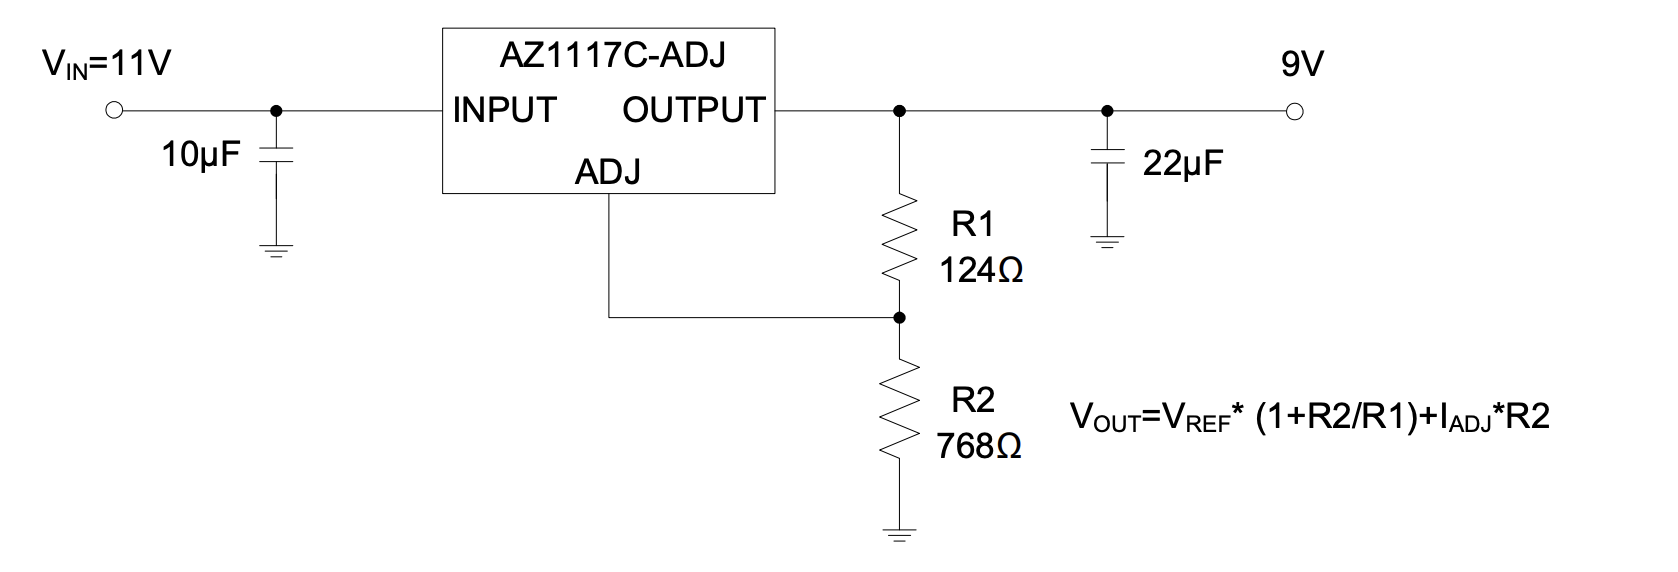 VIN=11V
AZ1117C-ADJ
9V
INPUT
OUTPUT
10µF
ADJ
22µF
R1
124Ω
R2
768Ω
VOUT=VREF* (1+R2/R1)+IADJ*R2